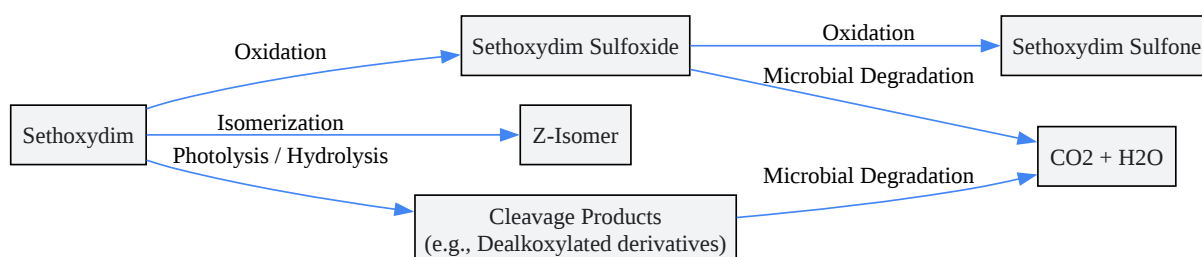 Sethoxydim
Oxidation
Sethoxydim Sulfoxide
Oxidation
Sethoxydim Sulfone
Isomerization
Z-Isomer
Microbial Degradation
CO2 + H2O
Photolysis / Hydrolysis
Cleavage Products
(e.g., Dealkoxylated derivatives)
Microbial Degradation